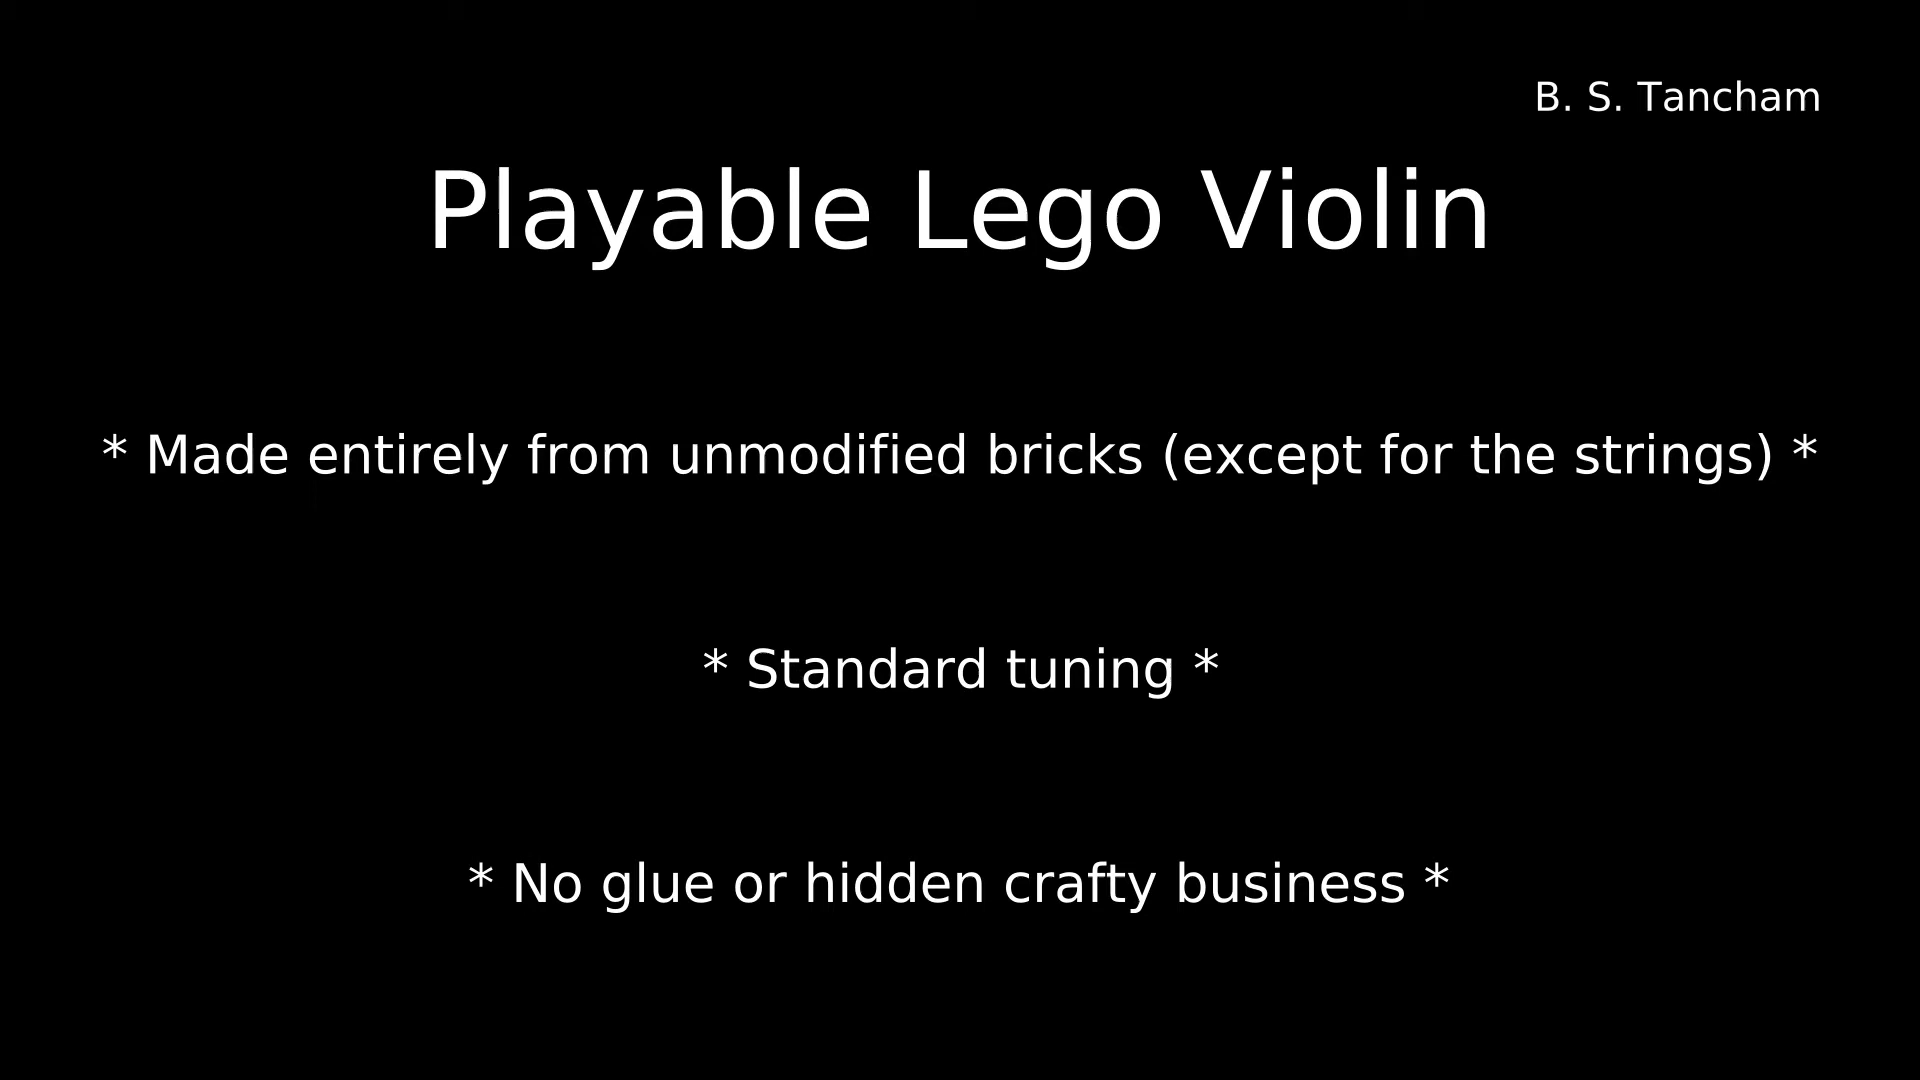 B. S. Tancham
Playable Lego Violin
* Made entirely from unmodified bricks (except for the strings) *
* Standard tuning *
* No glue or hidden crafty business *